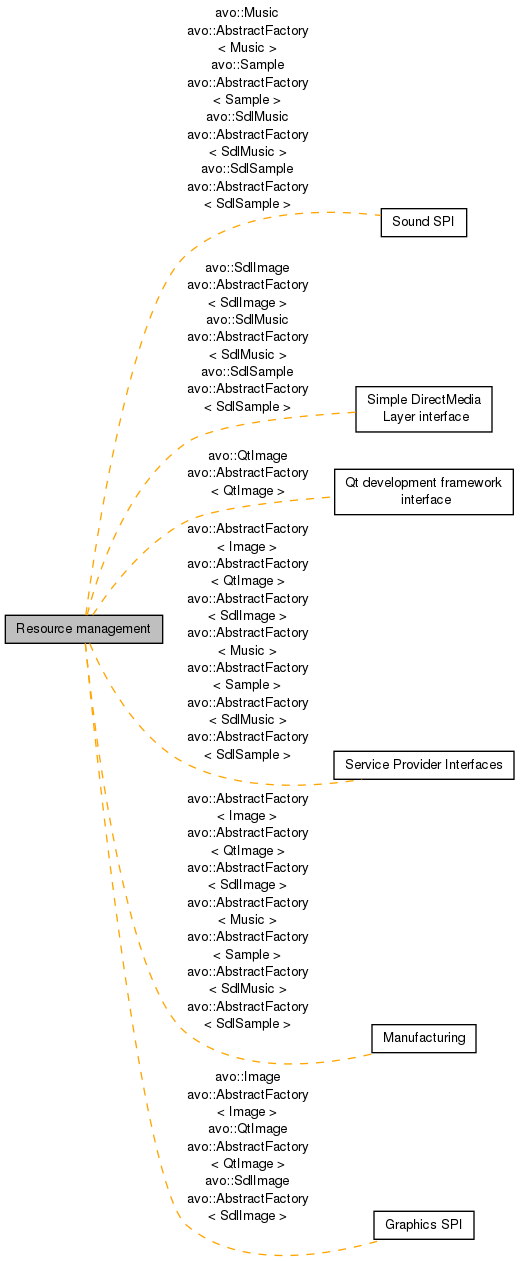 avo::Music
avo::AbstractFactory
< Music >
avo::Sample
avo::AbstractFactory
< Sample >
avo::SdlMusic
avo::AbstractFactory
< SdlMusic >
avo::SdlSample
avo::AbstractFactory
< SdlSample >
Sound SPI
avo::SdlImage
avo::AbstractFactory
< SdlImage >
avo::SdlMusic
avo::AbstractFactory
< SdlMusic >
avo::SdlSample
avo::AbstractFactory
< SdlSample >
Simple DirectMedia
Layer interface
avo::QtImage
avo::AbstractFactory
< QtImage >
Qt development framework
interface
avo::AbstractFactory
< Image >
avo::AbstractFactory
< QtImage >
avo::AbstractFactory
< SdlImage >
avo::AbstractFactory
< Music >
avo::AbstractFactory
< Sample >
avo::AbstractFactory
< SdlMusic >
avo::AbstractFactory
< SdlSample >
Resource management
Service Provider Interfaces
avo::AbstractFactory
< Image >
avo::AbstractFactory
< QtImage >
avo::AbstractFactory
< SdlImage >
avo::AbstractFactory
< Music >
avo::AbstractFactory
< Sample >
avo::AbstractFactory
< SdlMusic >
avo::AbstractFactory
< SdlSample >
Manufacturing
avo::Image
avo::AbstractFactory
< Image >
avo::QtImage
avo::AbstractFactory
< QtImage >
avo::SdlImage
avo::AbstractFactory
< SdlImage >
Graphics SPI